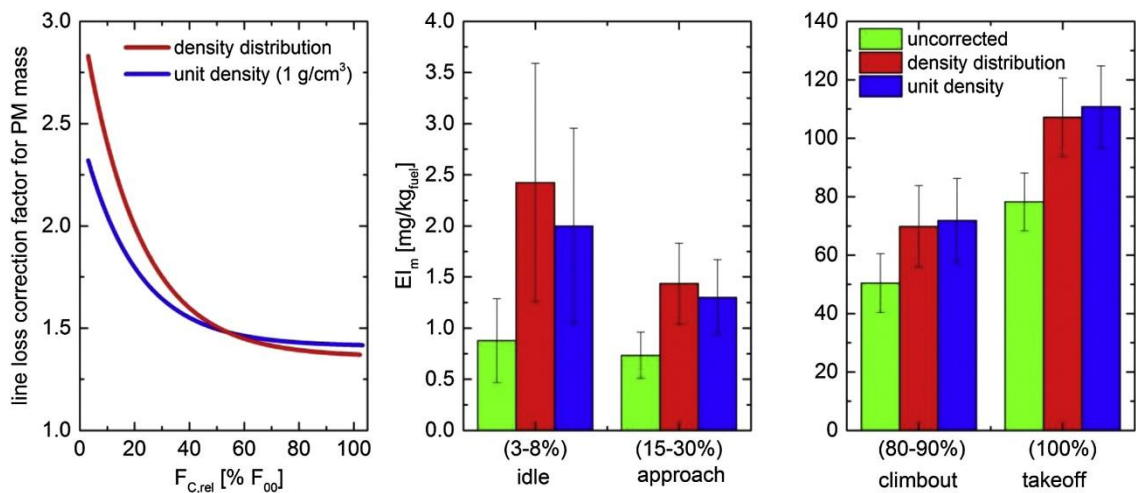 line loss correction factor for PM mass
3.0
2.5
2.0
1.5
1.0
density distribution
unit density (1 g/cm³)
0 20 40 60 80 100
F_C,rel [% F_00]
EI_m [mg/kg_fuel]
4.0
3.5
3.0
2.5
2.0
1.5
1.0
0.5
0.0
(3-8%) (15-30%)
idle approach
140
120
100
80
60
40
20
0
uncorrected
density distribution
unit density
(80-90%) (100%)
climbout takeoff